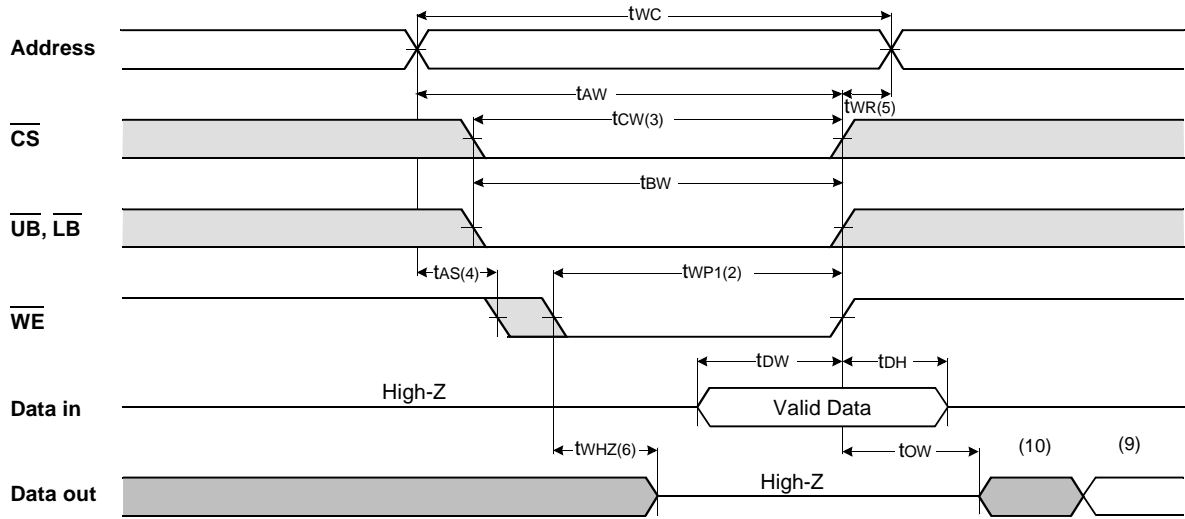 tWC
Address
tAW
tWR(5)
CS
tCW(3)
tBW
UB, LB
tAS(4)
tWP1(2)
WE
tDW
tDH
High-Z
Data in
Valid Data
tWHZ(6)
tOW
(10)
(9)
High-Z
Data out